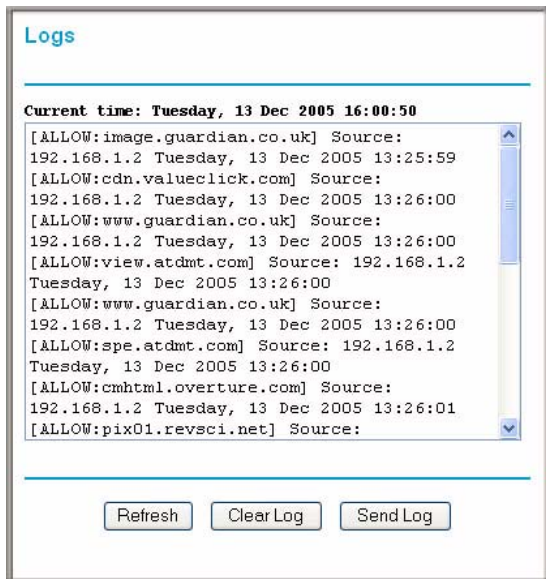 Logs
Current time: Tuesday, 13 Dec 2005 16:00:50
[ALLOW:image.guardian.co.uk] Source:
192.168.1.2 Tuesday, 13 Dec 2005 13:25:59
[ALLOW:cdn.valueclick.com] Source:
192.168.1.2 Tuesday, 13 Dec 2005 13:26:00
[ALLOW:www.guardian.co.uk] Source:
192.168.1.2 Tuesday, 13 Dec 2005 13:26:00
[ALLOW:view.atdmt.com] Source: 192.168.1.2
Tuesday, 13 Dec 2005 13:26:00
[ALLOW:www.guardian.co.uk] Source:
192.168.1.2 Tuesday, 13 Dec 2005 13:26:00
[ALLOW:spe.atdmt.com] Source: 192.168.1.2
Tuesday, 13 Dec 2005 13:26:00
[ALLOW:cmhtml.overture.com] Source:
192.168.1.2 Tuesday, 13 Dec 2005 13:26:01
[ALLOW:pix01.revsci.net] Source:
Refresh Clear Log Send Log